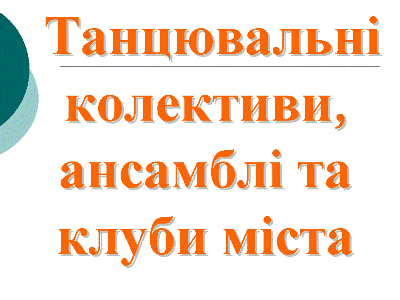 Танцювальні
колективи,
ансамблі та
клуби міста